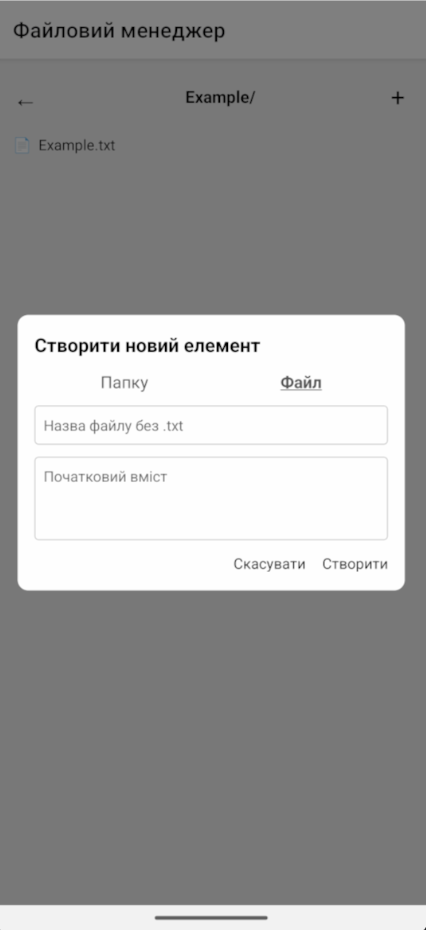 Файловий менеджер
← Example/ +
Example.txt
Створити новий елемент
Папку Файл
Назва файлу без .txt
Початковий вміст
Скасувати Створити